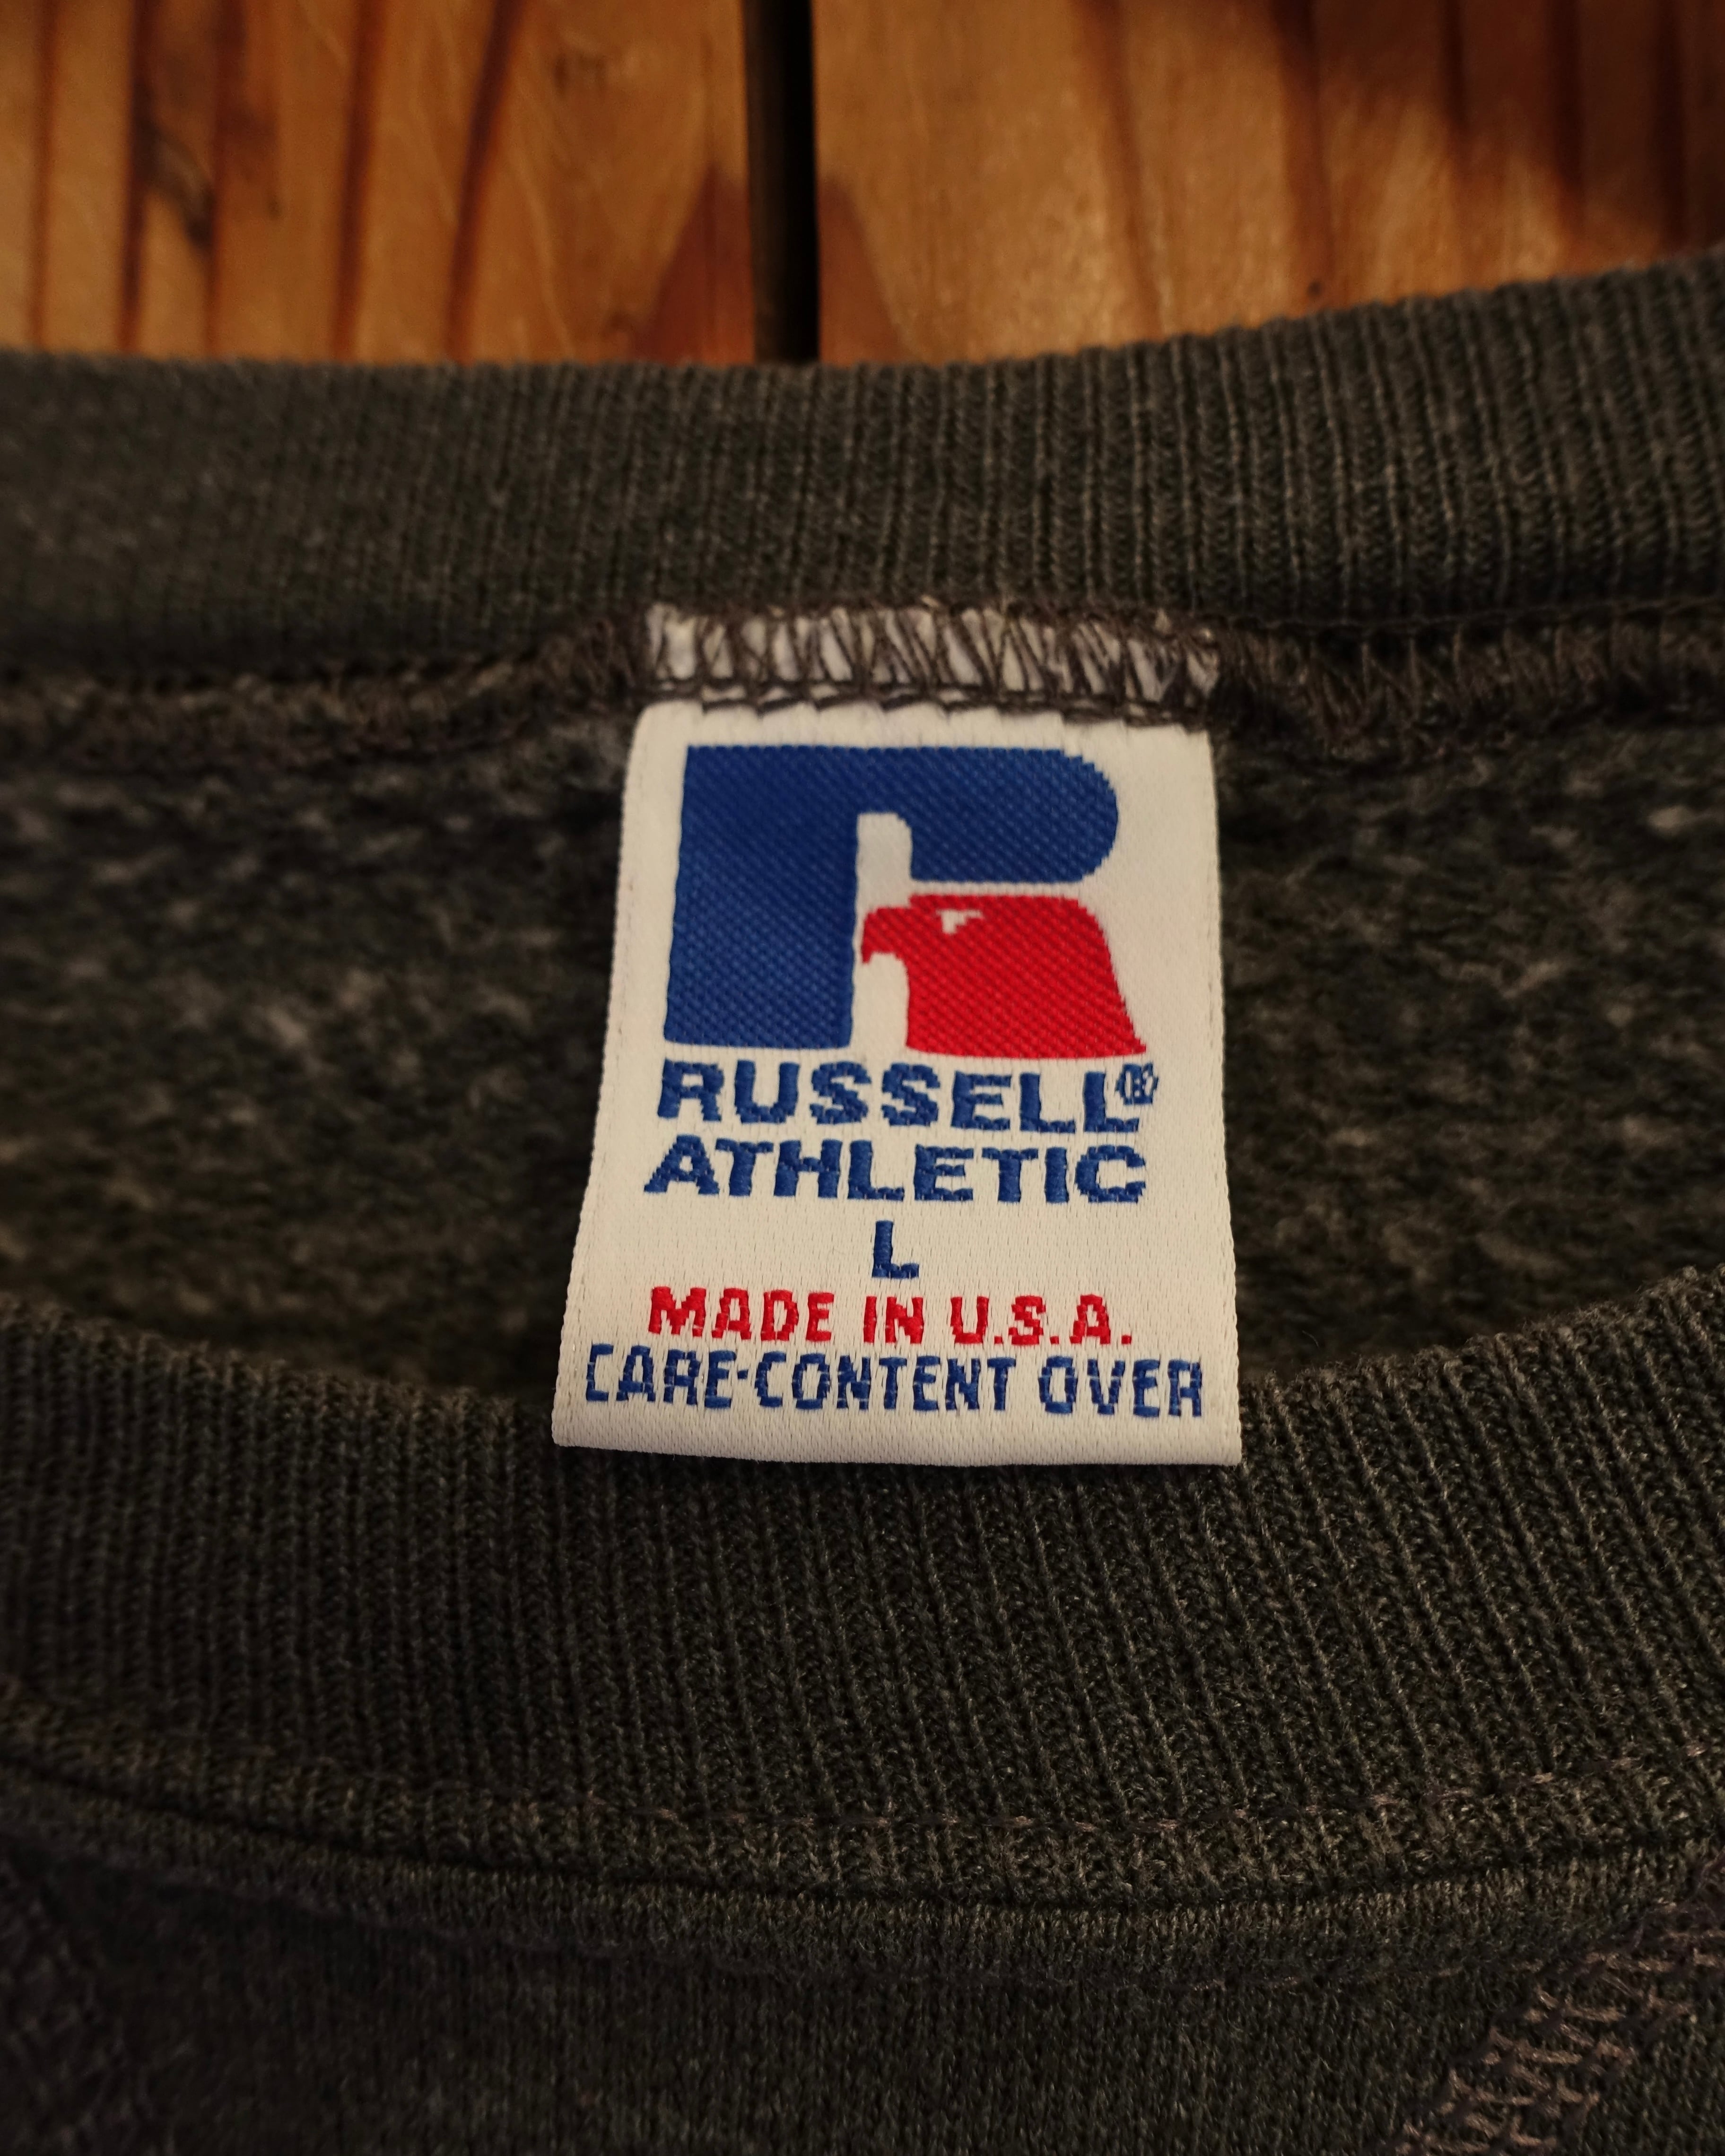 RUSSELL®
ATHLETIC
L
MADE IN U.S.A.
CARE·CONTENT OVER